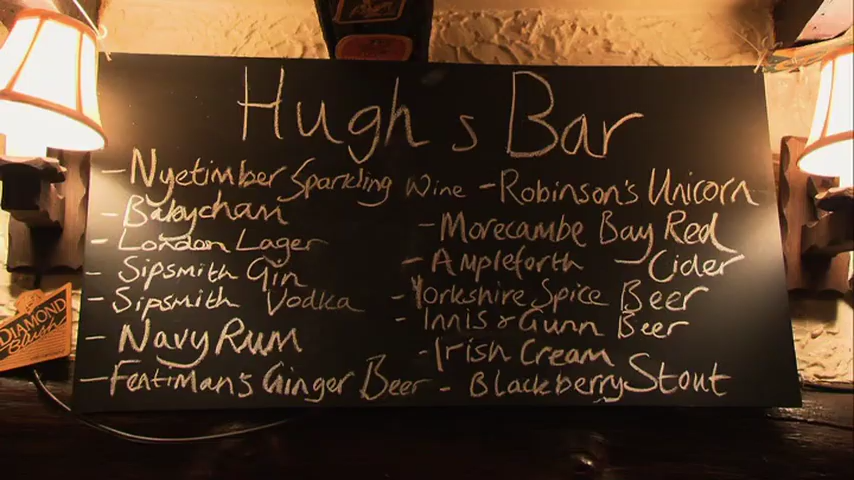 Hugh s Bar
- Nyetimber Sparkling Wine
- Babycham
- London Lager
- Sipsmith Gin
- Sipsmith Vodka
- Navy Rum
- Fentiman's Ginger Beer
- Robinson's Unicorn
- Morecambe Bay Red
- Ampleforth - Cider
- Yorkshire Spice Beer
- Innis & Gunn Beer
- Irish Cream
- Blackberry Stout
DIAMOND
Blush